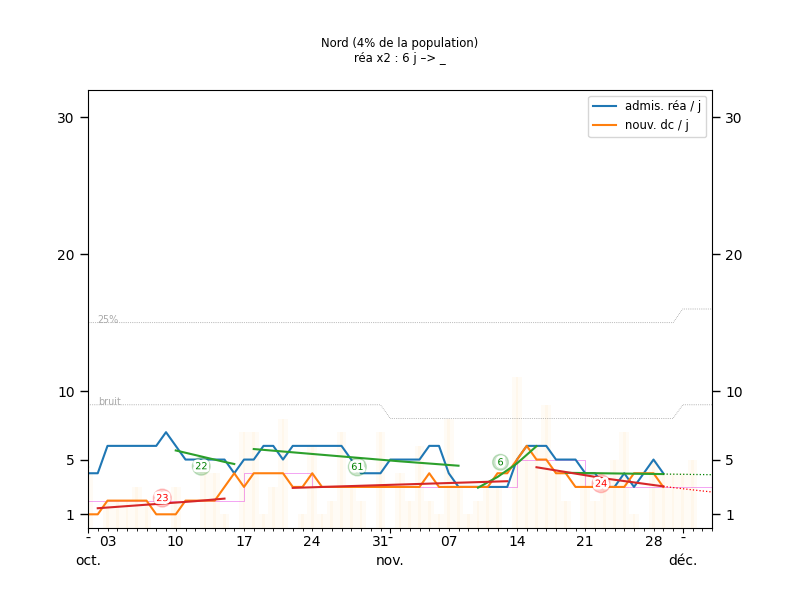 Nord (4% de la population)
réa x2 : 6 j –> _
admis. réa / j
nouv. dc / j
30 30
20 20
25%
10 10
bruit
5 5
22 61 6 24
23
1 1
- 03 10 17 24 31- 07 14 21 28 -
oct. nov. déc.